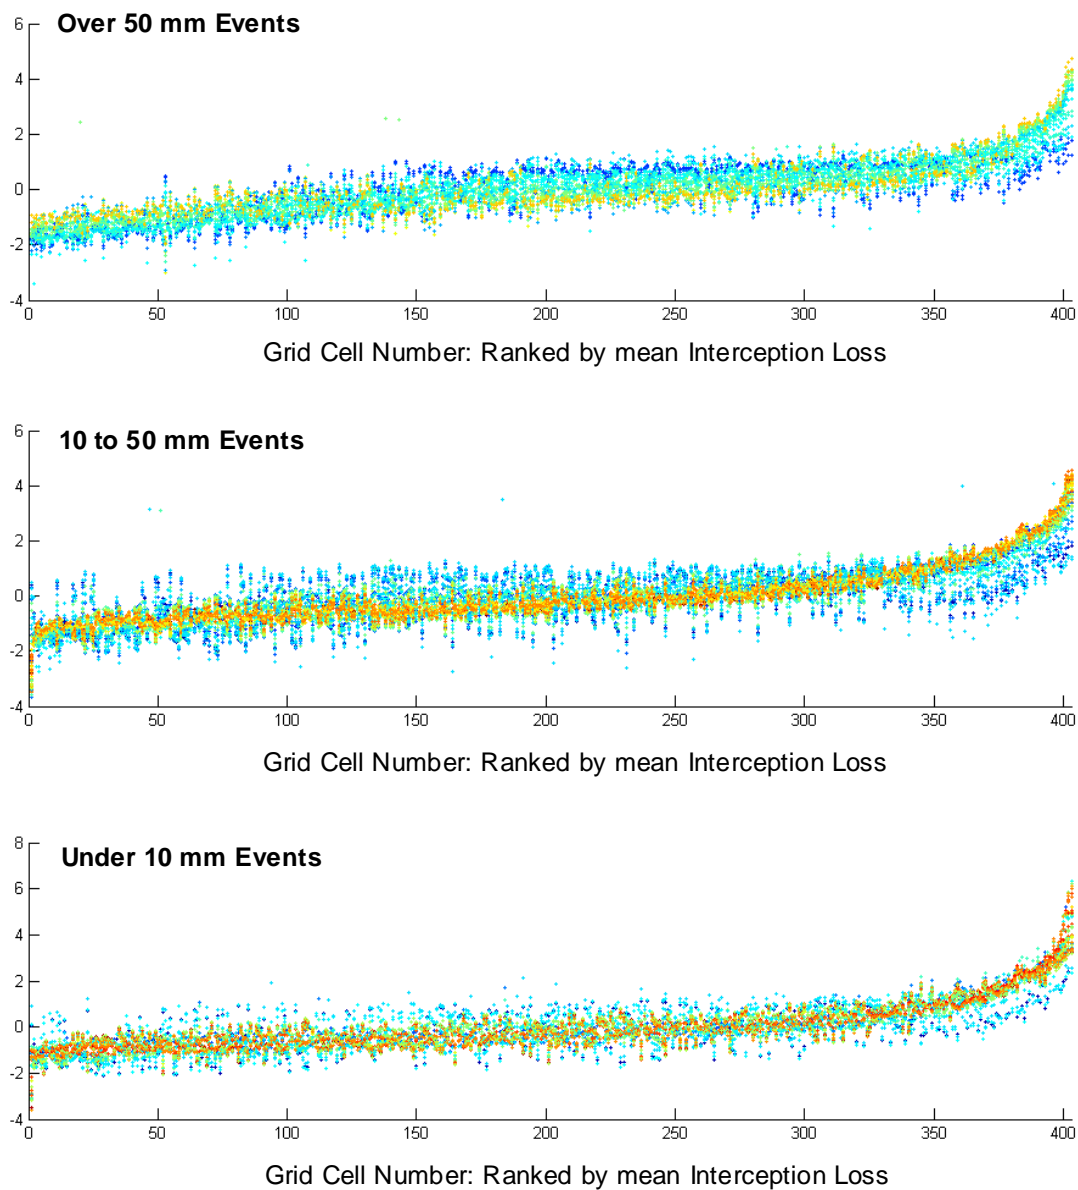 Over 50 mm Events
6
4
2
0
-2
-4
0 50 100 150 200 250 300 350 400
Grid Cell Number: Ranked by mean Interception Loss
10 to 50 mm Events
6
4
2
0
-2
-4
0 50 100 150 200 250 300 350 400
Grid Cell Number: Ranked by mean Interception Loss
Under 10 mm Events
8
6
4
2
0
-2
-4
0 50 100 150 200 250 300 350 400
Grid Cell Number: Ranked by mean Interception Loss